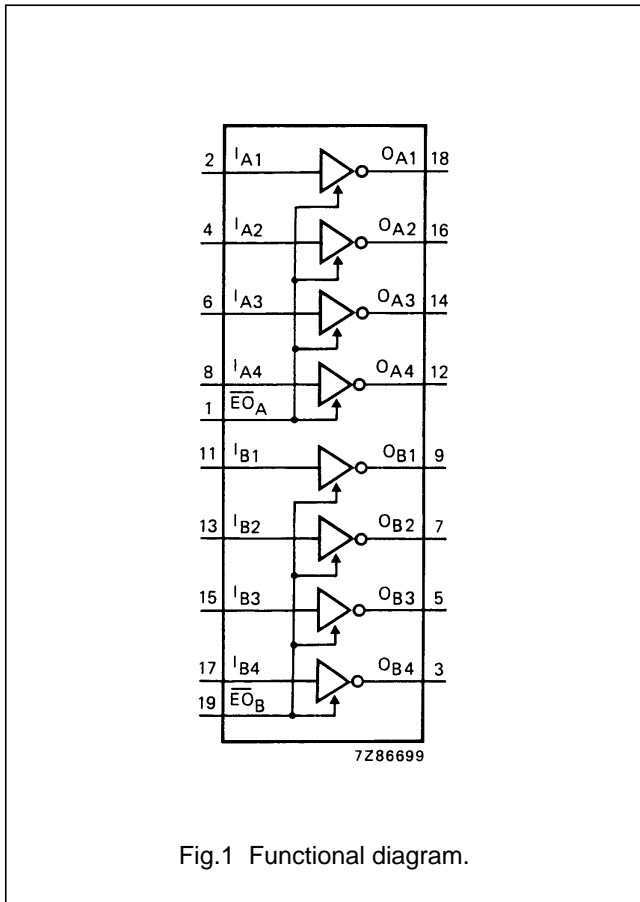 2 IA1 OA1 18
4 IA2 OA2 16
6 IA3 OA3 14
8 IA4 OA4 12
1 E̅O̅A
11 IB1 OB1 9
13 IB2 OB2 7
15 IB3 OB3 5
17 IB4 OB4 3
19 E̅O̅B
7Z86699
Fig.1 Functional diagram.